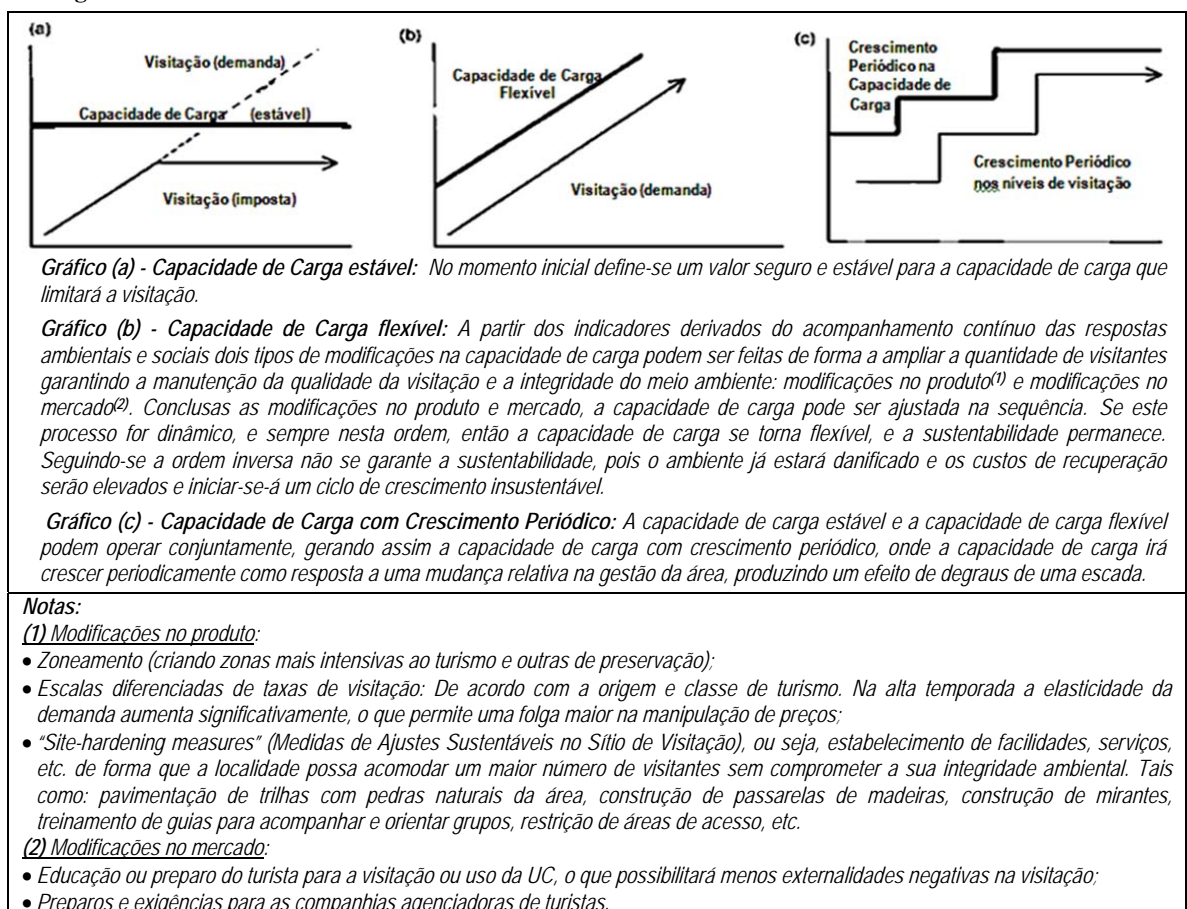 (a)
Visitação (demanda)
Capacidade de Carga (estável)
Visitação (imposta)
(b)
Capacidade de Carga
Flexível
Visitação (demanda)
(c)
Crescimento
Periódico na
Capacidade de
Carga
Crescimento Periódico
nos níveis de visitação
Gráfico (a) - Capacidade de Carga estável: No momento inicial define-se um valor seguro e estável para a capacidade de carga que
limitará a visitação.
Gráfico (b) - Capacidade de Carga flexível: A partir dos indicadores derivados do acompanhamento contínuo das respostas
ambientais e sociais dois tipos de modificações na capacidade de carga podem ser feitas de forma a ampliar a quantidade de visitantes
garantindo a manutenção da qualidade da visitação e a integridade do meio ambiente: modificações no produto(1) e modificações no
mercado(2). Conclusas as modificações no produto e mercado, a capacidade de carga pode ser ajustada na sequência. Se este
processo for dinâmico, e sempre nesta ordem, então a capacidade de carga se torna flexível, e a sustentabilidade permanece.
Seguindo-se a ordem inversa não se garante a sustentabilidade, pois o ambiente já estará danificado e os custos de recuperação
serão elevados e iniciar-se-á um ciclo de crescimento insustentável.
Gráfico (c) - Capacidade de Carga com Crescimento Periódico: A capacidade de carga estável e a capacidade de carga flexível
podem operar conjuntamente, gerando assim a capacidade de carga com crescimento periódico, onde a capacidade de carga irá
crescer periodicamente como resposta a uma mudança relativa na gestão da área, produzindo um efeito de degraus de uma escada.
Notas:
(1) Modificações no produto:
• Zoneamento (criando zonas mais intensivas ao turismo e outras de preservação);
• Escalas diferenciadas de taxas de visitação: De acordo com a origem e classe de turismo. Na alta temporada a elasticidade da
demanda aumenta significativamente, o que permite uma folga maior na manipulação de preços;
• "Site-hardening measures" (Medidas de Ajustes Sustentáveis no Sítio de Visitação), ou seja, estabelecimento de facilidades, serviços,
etc. de forma que a localidade possa acomodar um maior número de visitantes sem comprometer a sua integridade ambiental. Tais
como: pavimentação de trilhas com pedras naturais da área, construção de passarelas de madeiras, construção de mirantes,
treinamento de guias para acompanhar e orientar grupos, restrição de áreas de acesso, etc.
(2) Modificações no mercado:
• Educação ou preparo do turista para a visitação ou uso da UC, o que possibilitará menos externalidades negativas na visitação;
• Preparos e exigências para as companhias agenciadoras de turistas.